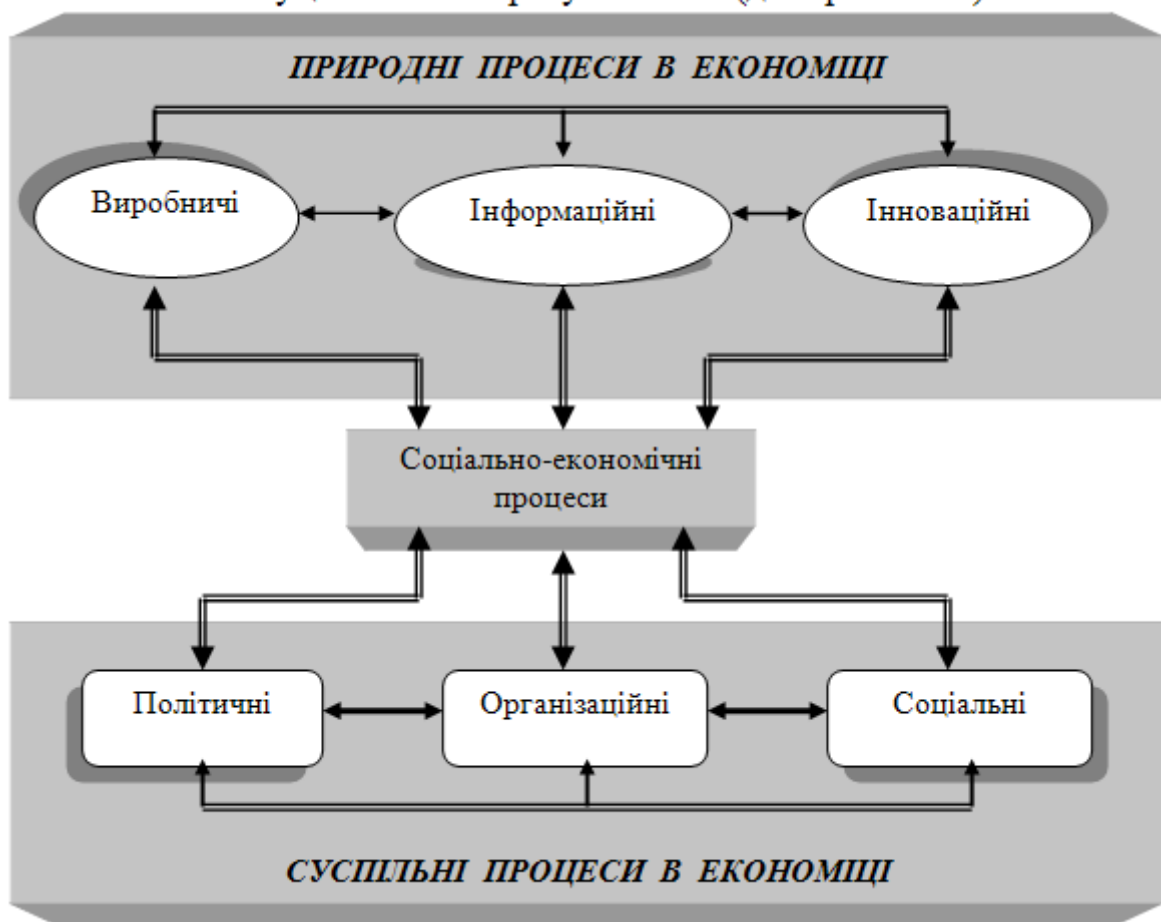 ПРИРОДНІ ПРОЦЕСИ В ЕКОНОМІЦІ
Виробничі
Інформаційні
Інноваційні
Соціально-економічні
процеси
Політичні
Організаційні
Соціальні
СУСПІЛЬНІ ПРОЦЕСИ В ЕКОНОМІЦІ